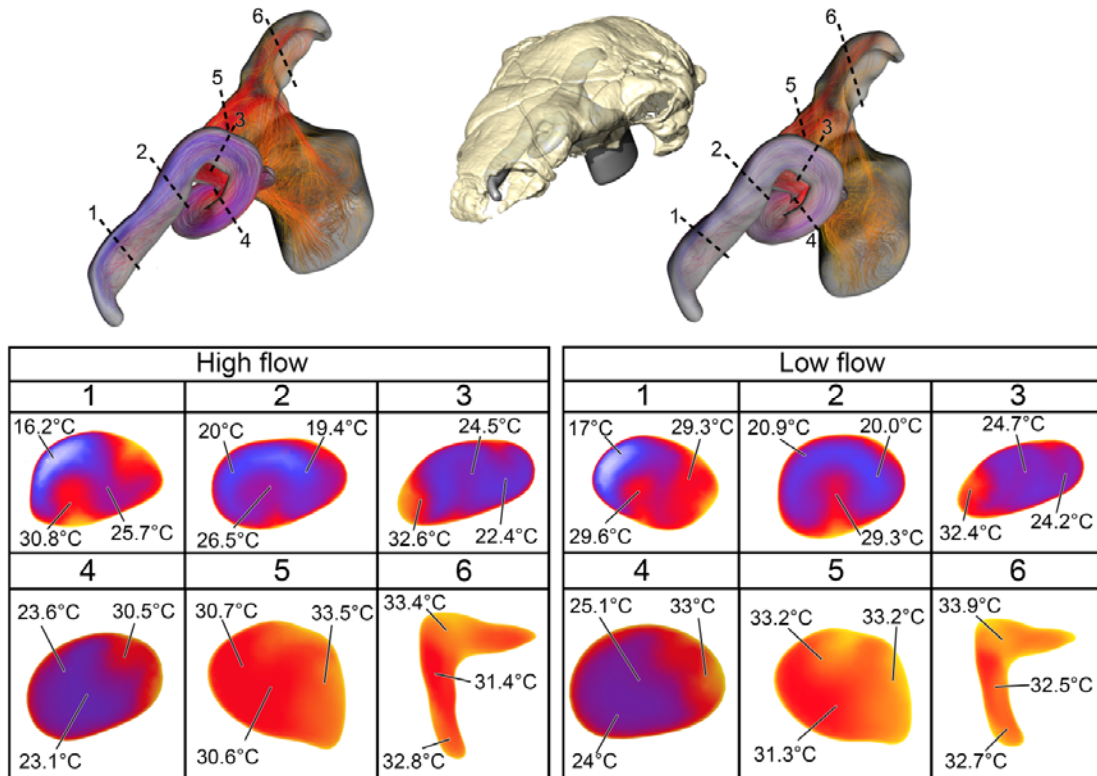 6
5
3
2
1
4
6
5
3
2
1
4
High flow
1 2 3
16.2°C
30.8°C
25.7°C
20°C
19.4°C
26.5°C
24.5°C
32.6°C
22.4°C
4 5 6
23.6°C
30.5°C
23.1°C
30.7°C
33.5°C
30.6°C
33.4°C
31.4°C
32.8°C
Low flow
1 2 3
17°C
29.3°C
29.6°C
20.9°C
20.0°C
29.3°C
24.7°C
32.4°C
24.2°C
4 5 6
25.1°C
33°C
24°C
33.2°C
33.2°C
31.3°C
33.9°C
32.5°C
32.7°C